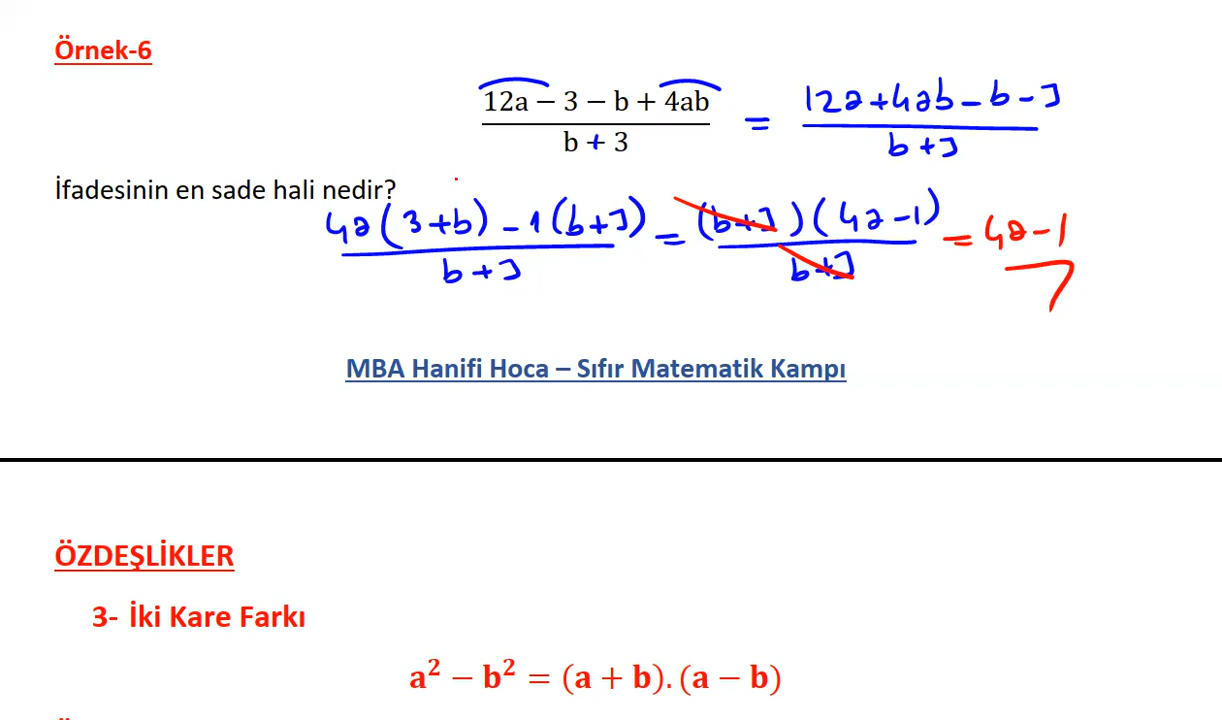 Örnek-6
12a − 3 − b + 4ab = 12a+4ab−b−3
b + 3 b+3
İfadesinin en sade hali nedir?
4a(3+b)−1(b+3) = (b+3)(4a−1) = 4a−1
b+3 b+3
MBA Hanifi Hoca – Sıfır Matematik Kampı
ÖZDEŞLİKLER
3- İki Kare Farkı
a² − b² = (a + b). (a − b)